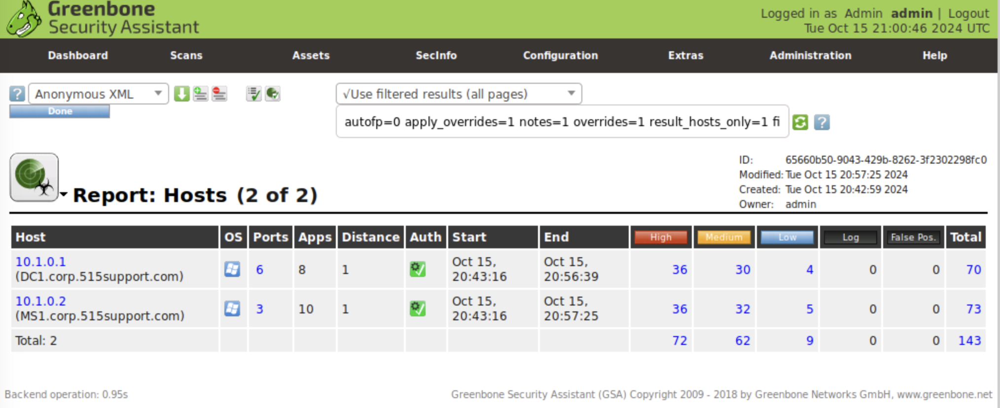 Greenbone
Security Assistant
Logged in as Admin admin | Logout
Tue Oct 15 21:00:46 2024 UTC
Dashboard Scans Assets SecInfo Configuration Extras Administration Help
? Anonymous XML √Use filtered results (all pages)
Done
autofp=0 apply_overrides=1 notes=1 overrides=1 result_hosts_only=1 fi ?
ID: 65660b50-9043-429b-8262-3f2302298fc0
Modified: Tue Oct 15 20:57:25 2024
Created: Tue Oct 15 20:42:59 2024
Owner: admin
Report: Hosts (2 of 2)
Host OS Ports Apps Distance Auth Start End High Medium Low Log False Pos. Total
10.1.0.1 (DC1.corp.515support.com) 6 8 1 Oct 15, 20:43:16 Oct 15, 20:56:39 36 30 4 0 0 70
10.1.0.2 (MS1.corp.515support.com) 3 10 1 Oct 15, 20:43:16 Oct 15, 20:57:25 36 32 5 0 0 73
Total: 2 72 62 9 0 0 143
Backend operation: 0.95s Greenbone Security Assistant (GSA) Copyright 2009 - 2018 by Greenbone Networks GmbH, www.greenbone.net